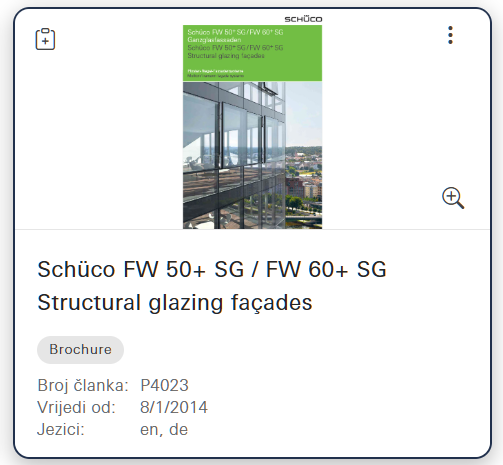 SCHÜCO
Schüco FW 50+ SG / FW 60+ SG
Ganzglasfassaden
Schüco FW 50+ SG / FW 60+ SG
Structural glazing façades
Schüco FW 50+ SG / FW 60+ SG
Structural glazing façades
Brochure
Broj članka: P4023
Vrijedi od: 8/1/2014
Jezici: en, de